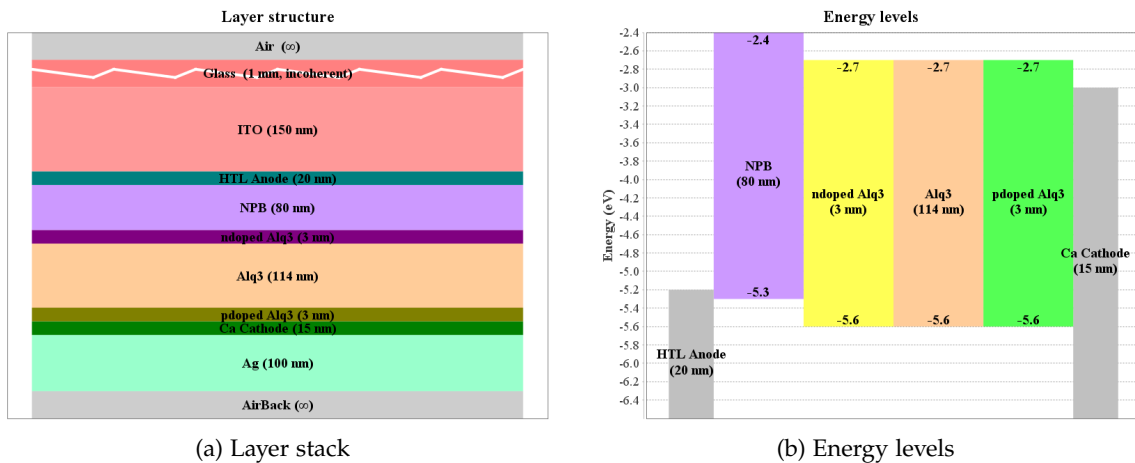 Layer structure
Air (∞)
Glass (1 mm, incoherent)
ITO (150 nm)
HTL Anode (20 nm)
NPB (80 nm)
ndoped Alq3 (3 nm)
Alq3 (114 nm)
pdoped Alq3 (3 nm)
Ca Cathode (15 nm)
Ag (100 nm)
AirBack (∞)
(a) Layer stack
Energy levels
Energy (eV)
-2.4
-2.6
-2.8
-3.0
-3.2
-3.4
-3.6
-3.8
-4.0
-4.2
-4.4
-4.6
-4.8
-5.0
-5.2
-5.4
-5.6
-5.8
-6.0
-6.2
-6.4
HTL Anode
(20 nm)
-2.4
NPB
(80 nm)
-5.3
-2.7
ndoped Alq3
(3 nm)
-5.6
-2.7
Alq3
(114 nm)
-5.6
-2.7
pdoped Alq3
(3 nm)
-5.6
Ca Cathode
(15 nm)
(b) Energy levels